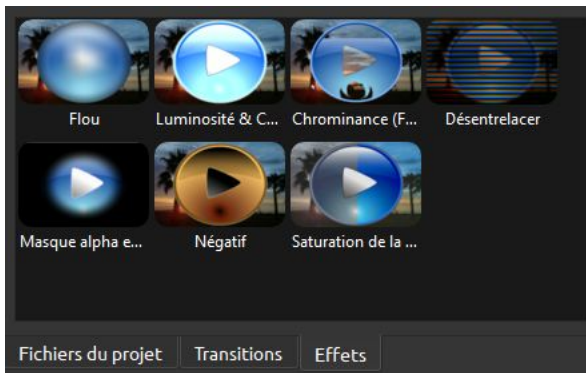 Flou
Luminosité & C...
Chrominance (F...
Désentrelacer
Masque alpha e...
Négatif
Saturation de la ...
Fichiers du projet
Transitions
Effets